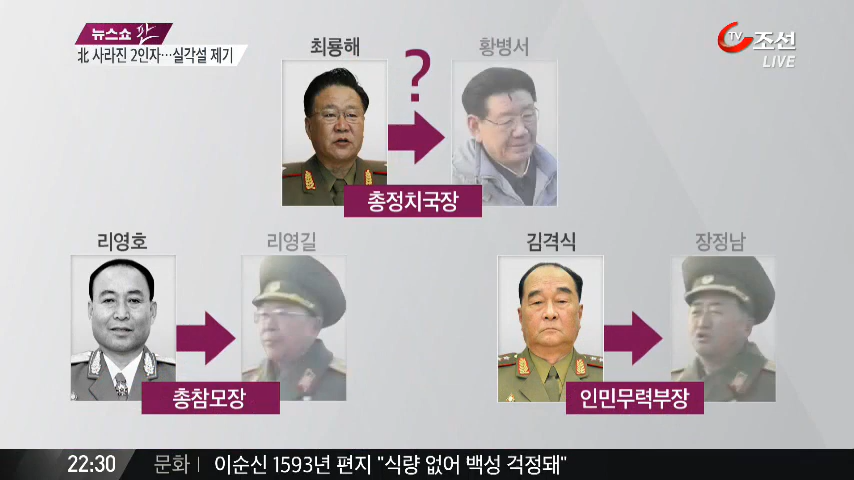 뉴스쇼 판
北 사라진 2인자…실각설 제기
TV조선
LIVE
최룡해
황병서
?
총정치국장
리영호
리영길
총참모장
김격식
장정남
인민무력부장
22:30 문화 이순신 1593년 편지 "식량 없어 백성 걱정돼"